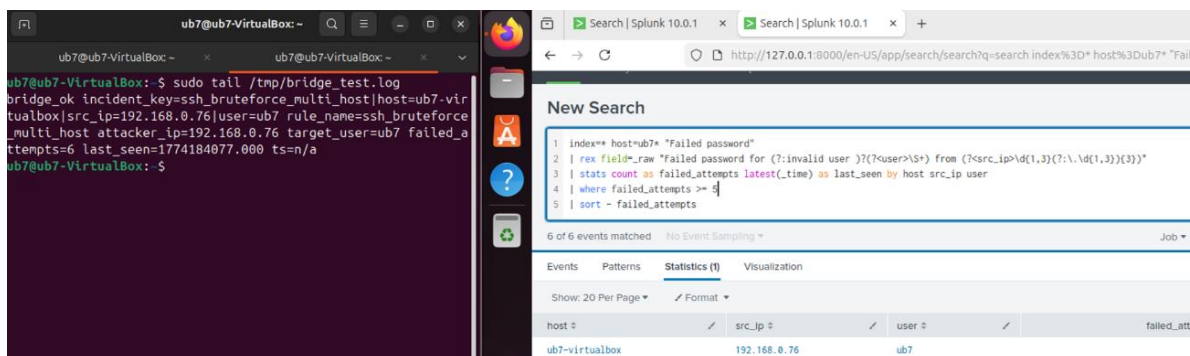 ub7@ub7-VirtualBox: ~
ub7@ub7-VirtualBox: ~
ub7@ub7-VirtualBox: ~
ub7@ub7-VirtualBox:~$ sudo tail /tmp/bridge_test.log
bridge_ok incident_key=ssh_bruteforce_multi_host|host=ub7-vir
tualbox|src_ip=192.168.0.76|user=ub7 rule_name=ssh_bruteforce
_multi_host attacker_ip=192.168.0.76 target_user=ub7 failed_a
ttempts=6 last_seen=1774184077.000 ts=n/a
ub7@ub7-VirtualBox:~$
Search | Splunk 10.0.1
Search | Splunk 10.0.1
http://127.0.0.1:8000/en-US/app/search/search?q=search index%3D* host%3Dub7* "Fail
New Search
1 index=* host=ub7* "Failed password"
2 | rex field=_raw "Failed password for (?:invalid user )?(?<user>\S+) from (?<src_ip>\d{1,3}(?:\.\d{1,3}){3})"
3 | stats count as failed_attempts latest(_time) as last_seen by host src_ip user
4 | where failed_attempts >= 5
5 | sort - failed_attempts
6 of 6 events matched No Event Sampling Job
Events Patterns Statistics (1) Visualization
Show: 20 Per Page Format
host src_ip user failed_att
ub7-virtualbox 192.168.0.76 ub7